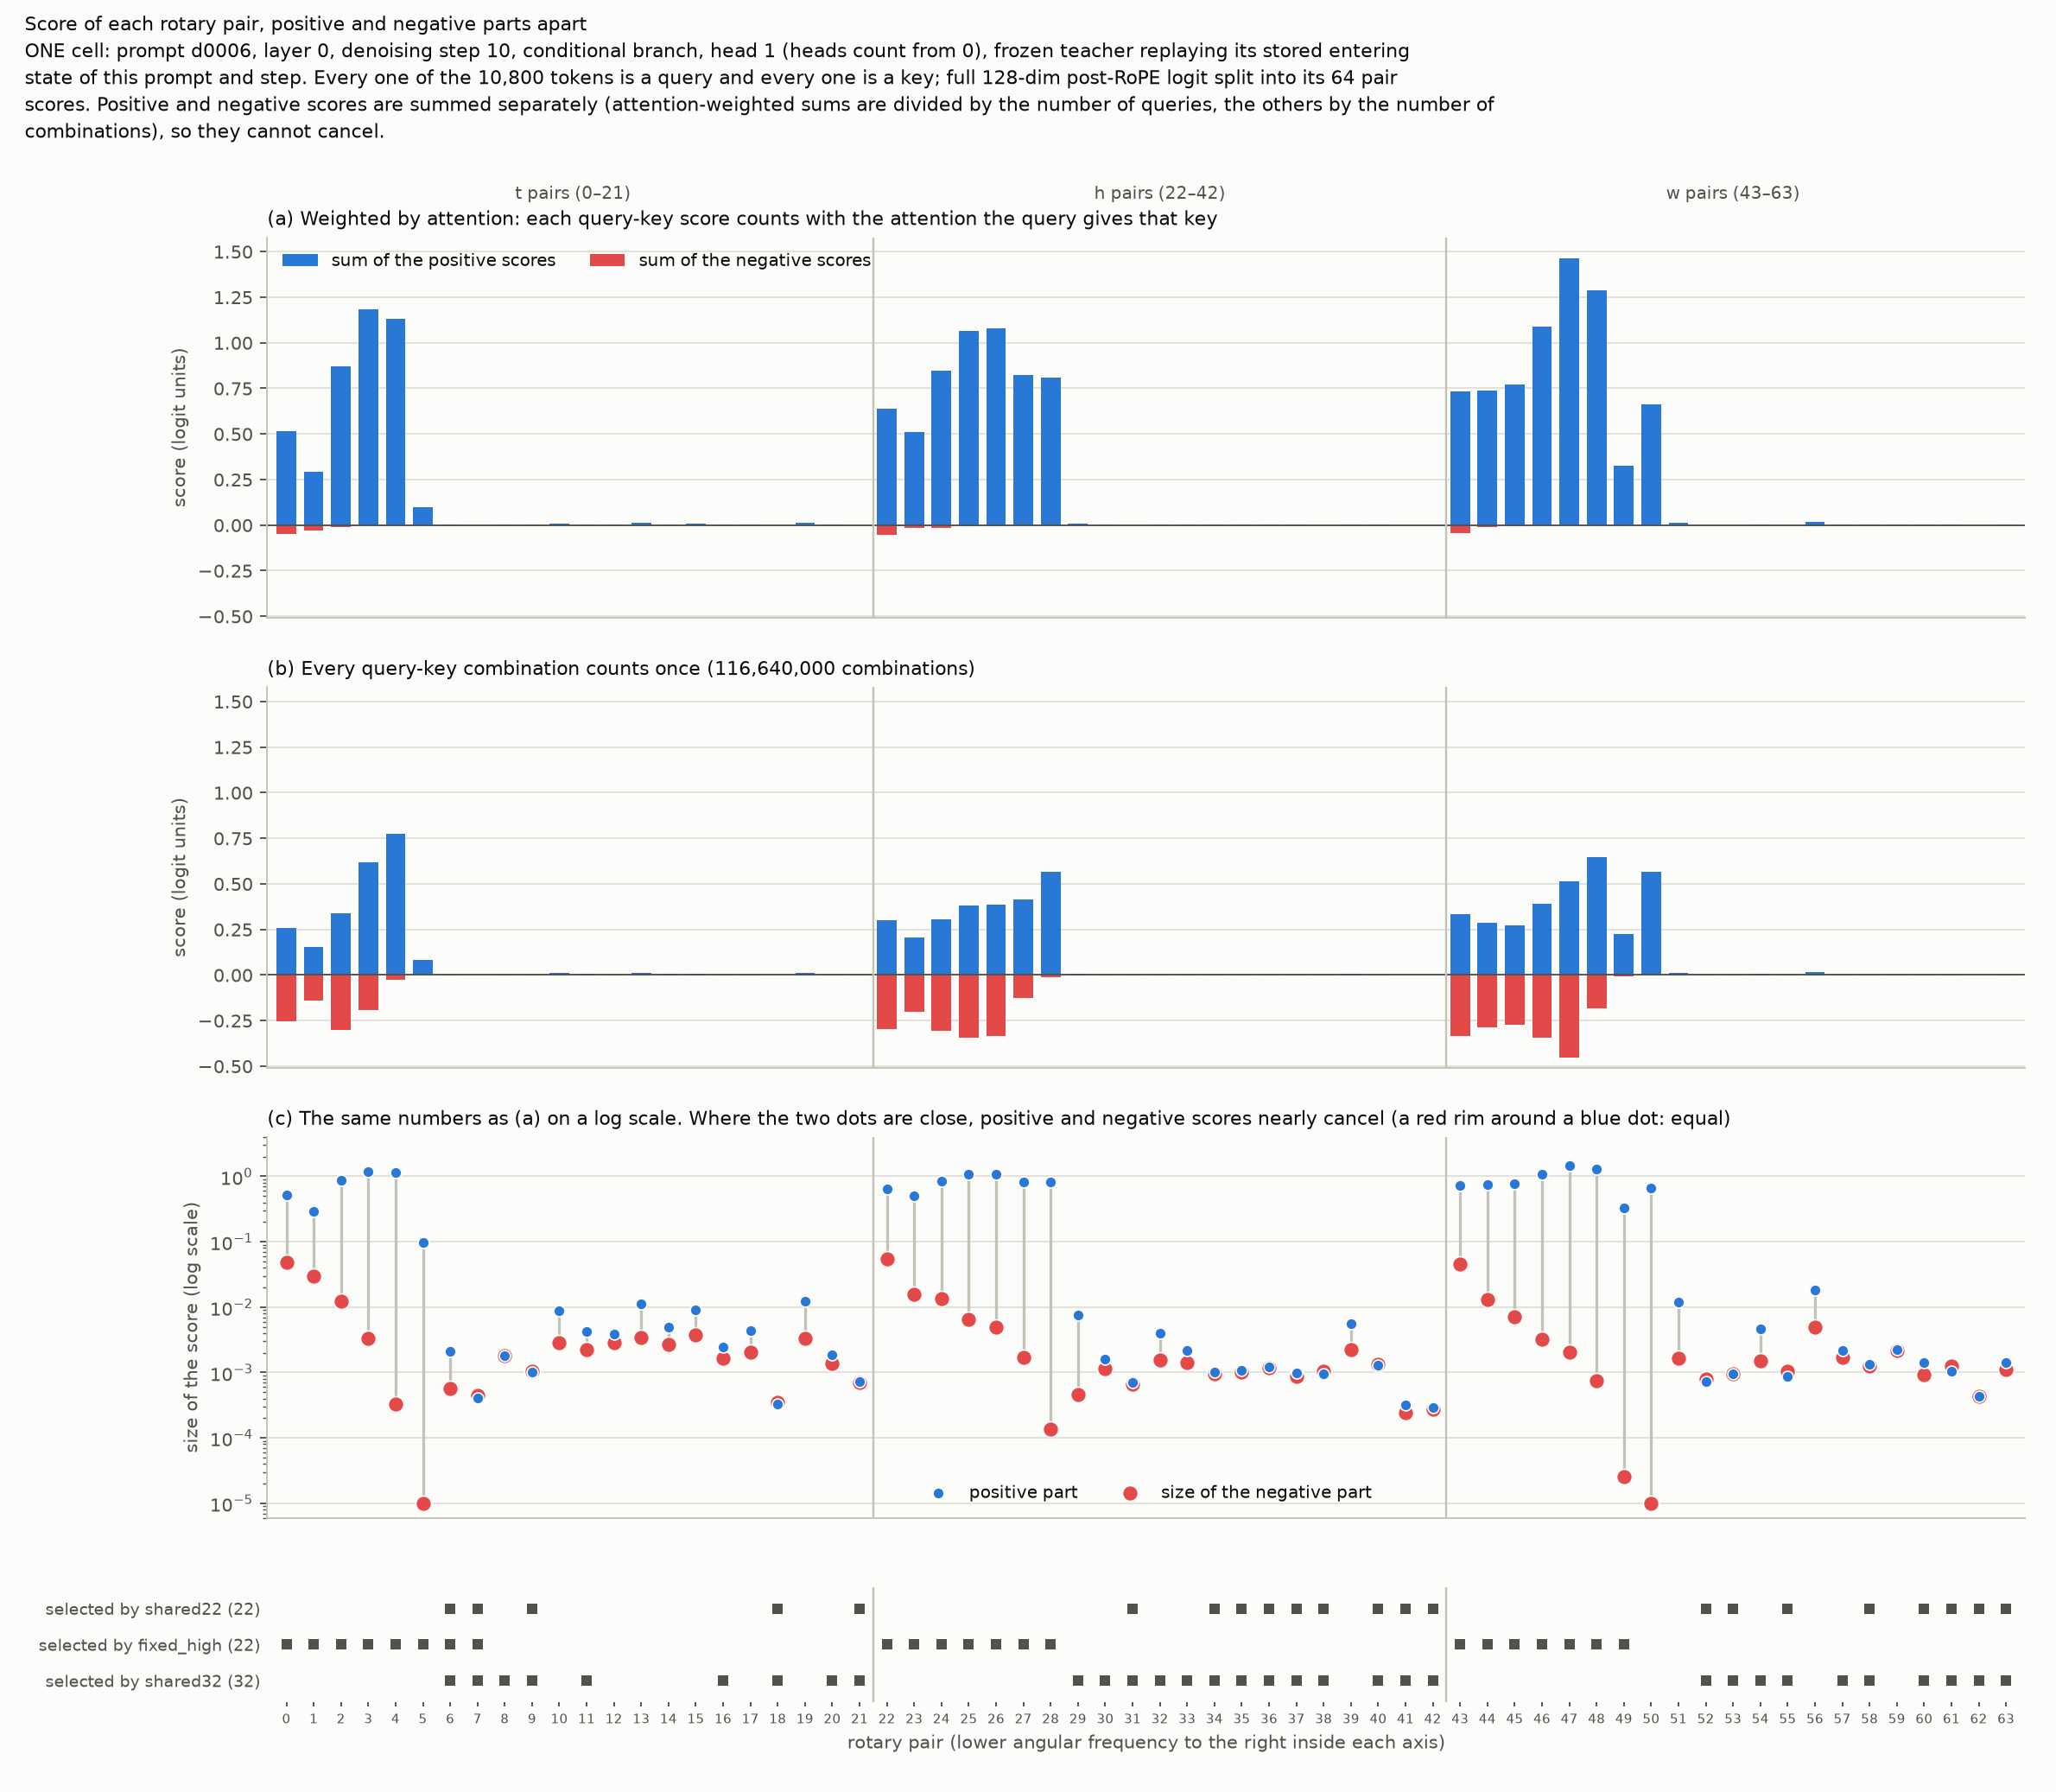 Score of each rotary pair, positive and negative parts apart
ONE cell: prompt d0006, layer 0, denoising step 10, conditional branch, head 1 (heads count from 0), frozen teacher replaying its stored entering
state of this prompt and step. Every one of the 10,800 tokens is a query and every one is a key; full 128-dim post-RoPE logit split into its 64 pair
scores. Positive and negative scores are summed separately (attention-weighted sums are divided by the number of queries, the others by the number of
combinations), so they cannot cancel.
t pairs (0–21) h pairs (22–42) w pairs (43–63)
(a) Weighted by attention: each query-key score counts with the attention the query gives that key
sum of the positive scores sum of the negative scores
score (logit units)
1.50
1.25
1.00
0.75
0.50
0.25
0.00
−0.25
−0.50
(b) Every query-key combination counts once (116,640,000 combinations)
score (logit units)
1.50
1.25
1.00
0.75
0.50
0.25
0.00
−0.25
−0.50
(c) The same numbers as (a) on a log scale. Where the two dots are close, positive and negative scores nearly cancel (a red rim around a blue dot: equal)
size of the score (log scale)
10⁰
10⁻¹
10⁻²
10⁻³
10⁻⁴
10⁻⁵
positive part size of the negative part
selected by shared22 (22)
selected by fixed_high (22)
selected by shared32 (32)
0 1 2 3 4 5 6 7 8 9 10 11 12 13 14 15 16 17 18 19 20 21 22 23 24 25 26 27 28 29 30 31 32 33 34 35 36 37 38 39 40 41 42 43 44 45 46 47 48 49 50 51 52 53 54 55 56 57 58 59 60 61 62 63
rotary pair (lower angular frequency to the right inside each axis)